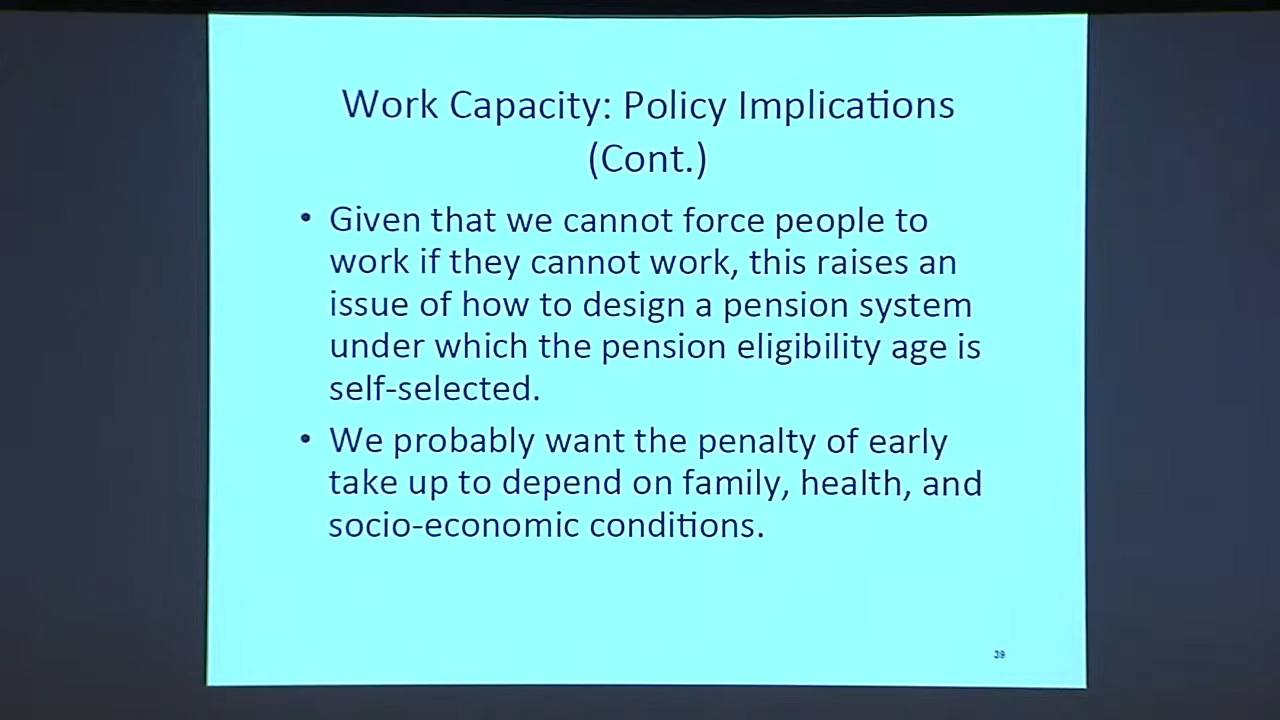 Work Capacity: Policy Implications
(Cont.)
• Given that we cannot force people to
work if they cannot work, this raises an
issue of how to design a pension system
under which the pension eligibility age is
self-selected.
• We probably want the penalty of early
take up to depend on family, health, and
socio-economic conditions.
39